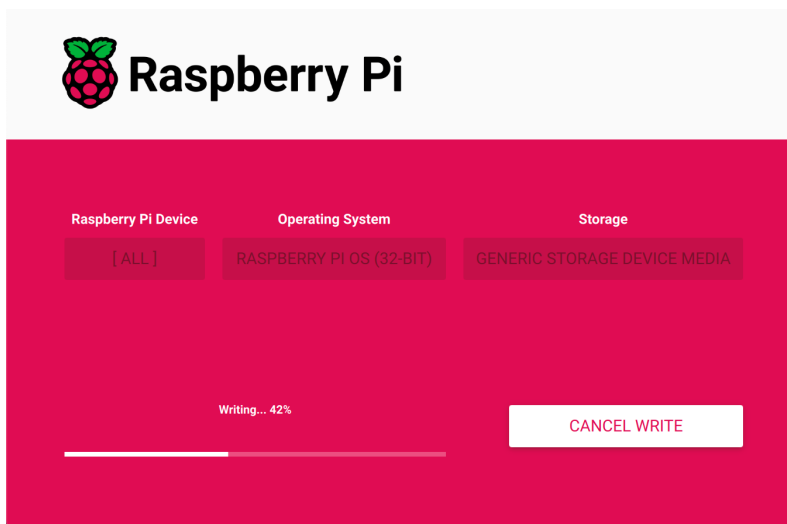 Raspberry Pi
Raspberry Pi Device
Operating System
Storage
[ ALL ]
RASPBERRY PI OS (32-BIT)
GENERIC STORAGE DEVICE MEDIA
Writing... 42%
CANCEL WRITE